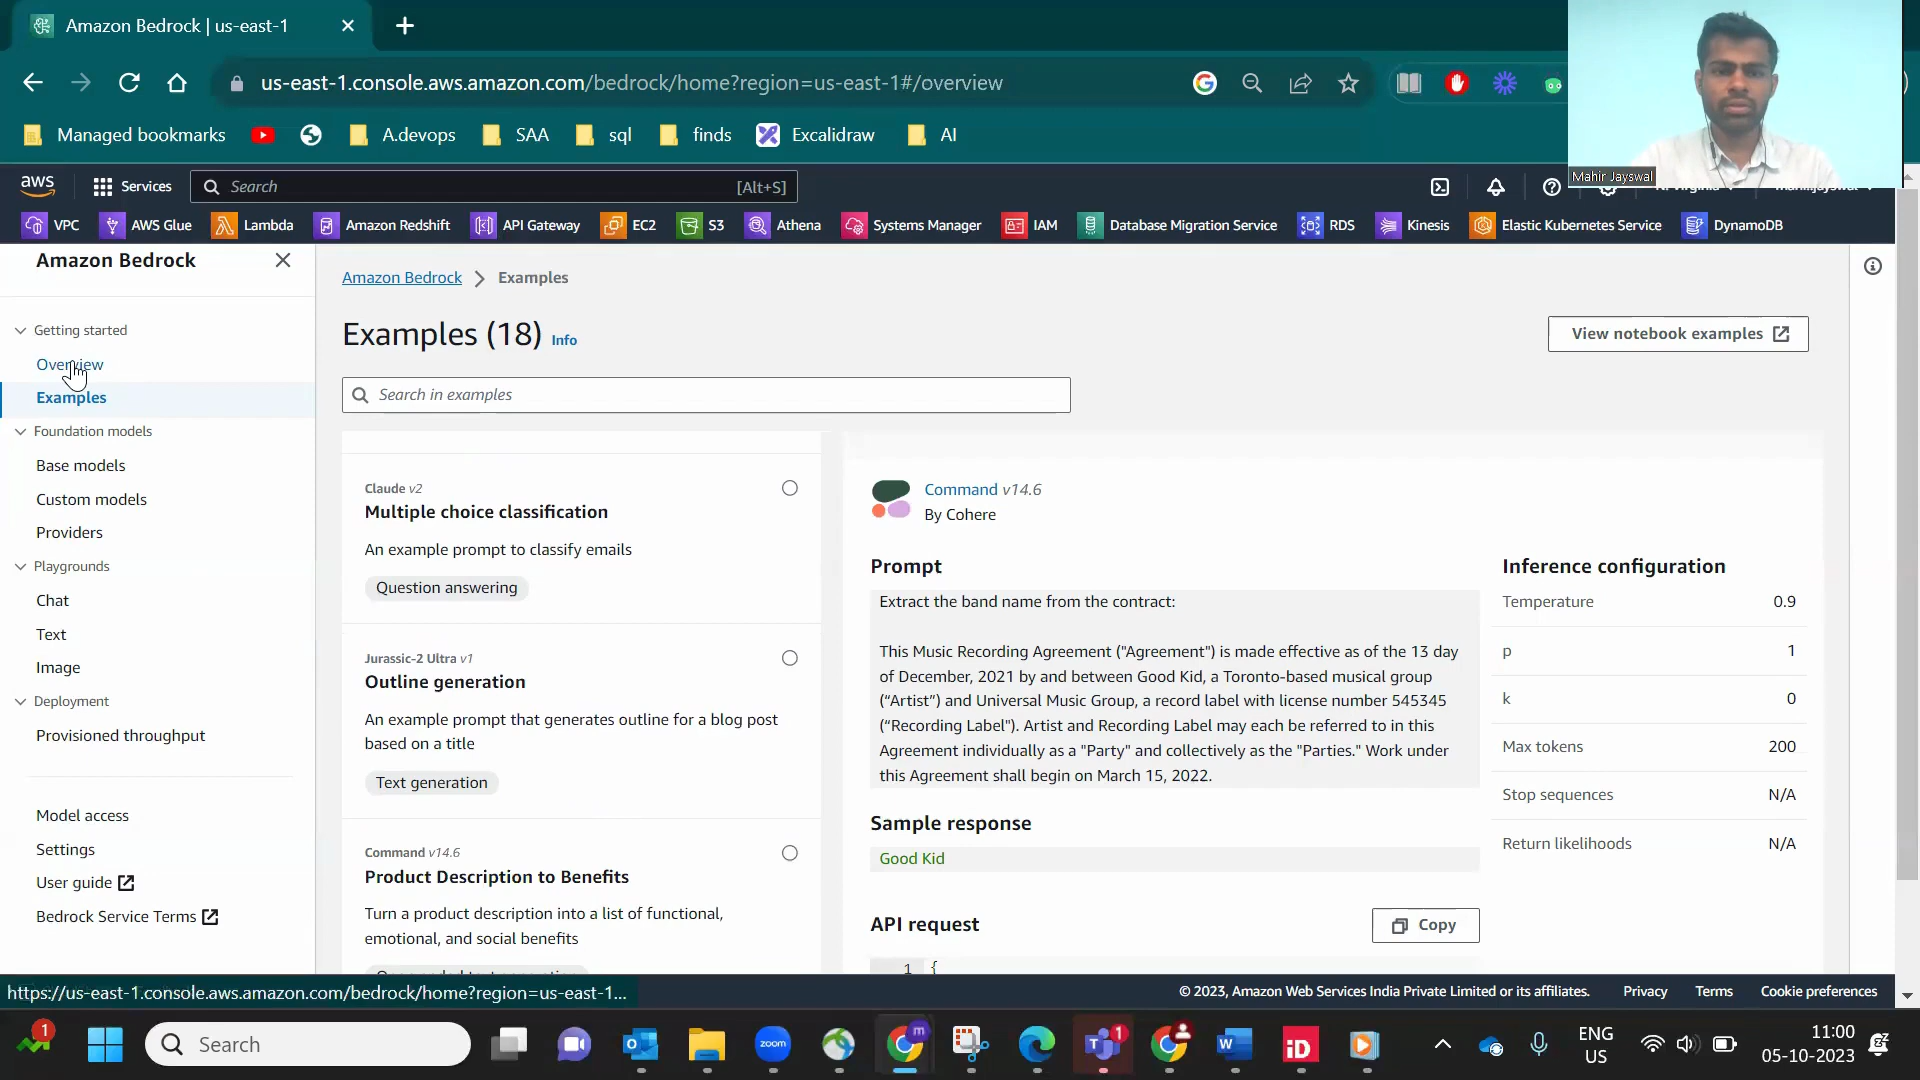 Amazon Bedrock | us-east-1
us-east-1.console.aws.amazon.com/bedrock/home?region=us-east-1#/overview
Managed bookmarks
A.devops
SAA
sql
finds
Excalidraw
AI
Mahir Jayswal
aws
Services
Search
[Alt+S]
VPC
AWS Glue
Lambda
Amazon Redshift
API Gateway
EC2
S3
Athena
Systems Manager
IAM
Database Migration Service
RDS
Kinesis
Elastic Kubernetes Service
DynamoDB
Amazon Bedrock
Getting started
Overview
Examples
Foundation models
Base models
Custom models
Providers
Playgrounds
Chat
Text
Image
Deployment
Provisioned throughput
Model access
Settings
User guide
Bedrock Service Terms
Amazon Bedrock
Examples
Examples (18) Info
View notebook examples
Search in examples
Claude v2
Multiple choice classification
An example prompt to classify emails
Question answering
Jurassic-2 Ultra v1
Outline generation
An example prompt that generates outline for a blog post
based on a title
Text generation
Command v14.6
Product Description to Benefits
Turn a product description into a list of functional,
emotional, and social benefits
Command v14.6
By Cohere
Prompt
Extract the band name from the contract:
This Music Recording Agreement ("Agreement") is made effective as of the 13 day
of December, 2021 by and between Good Kid, a Toronto-based musical group
(“Artist”) and Universal Music Group, a record label with license number 545345
(“Recording Label"). Artist and Recording Label may each be referred to in this
Agreement individually as a "Party" and collectively as the "Parties." Work under
this Agreement shall begin on March 15, 2022.
Sample response
Good Kid
API request
Copy
1 {
Inference configuration
Temperature 0.9
p 1
k 0
Max tokens 200
Stop sequences N/A
Return likelihoods N/A
https://us-east-1.console.aws.amazon.com/bedrock/home?region=us-east-1...
© 2023, Amazon Web Services India Private Limited or its affiliates.
Privacy
Terms
Cookie preferences
1
Search
zoom
m
1
iD
ENG
US
11:00
05-10-2023